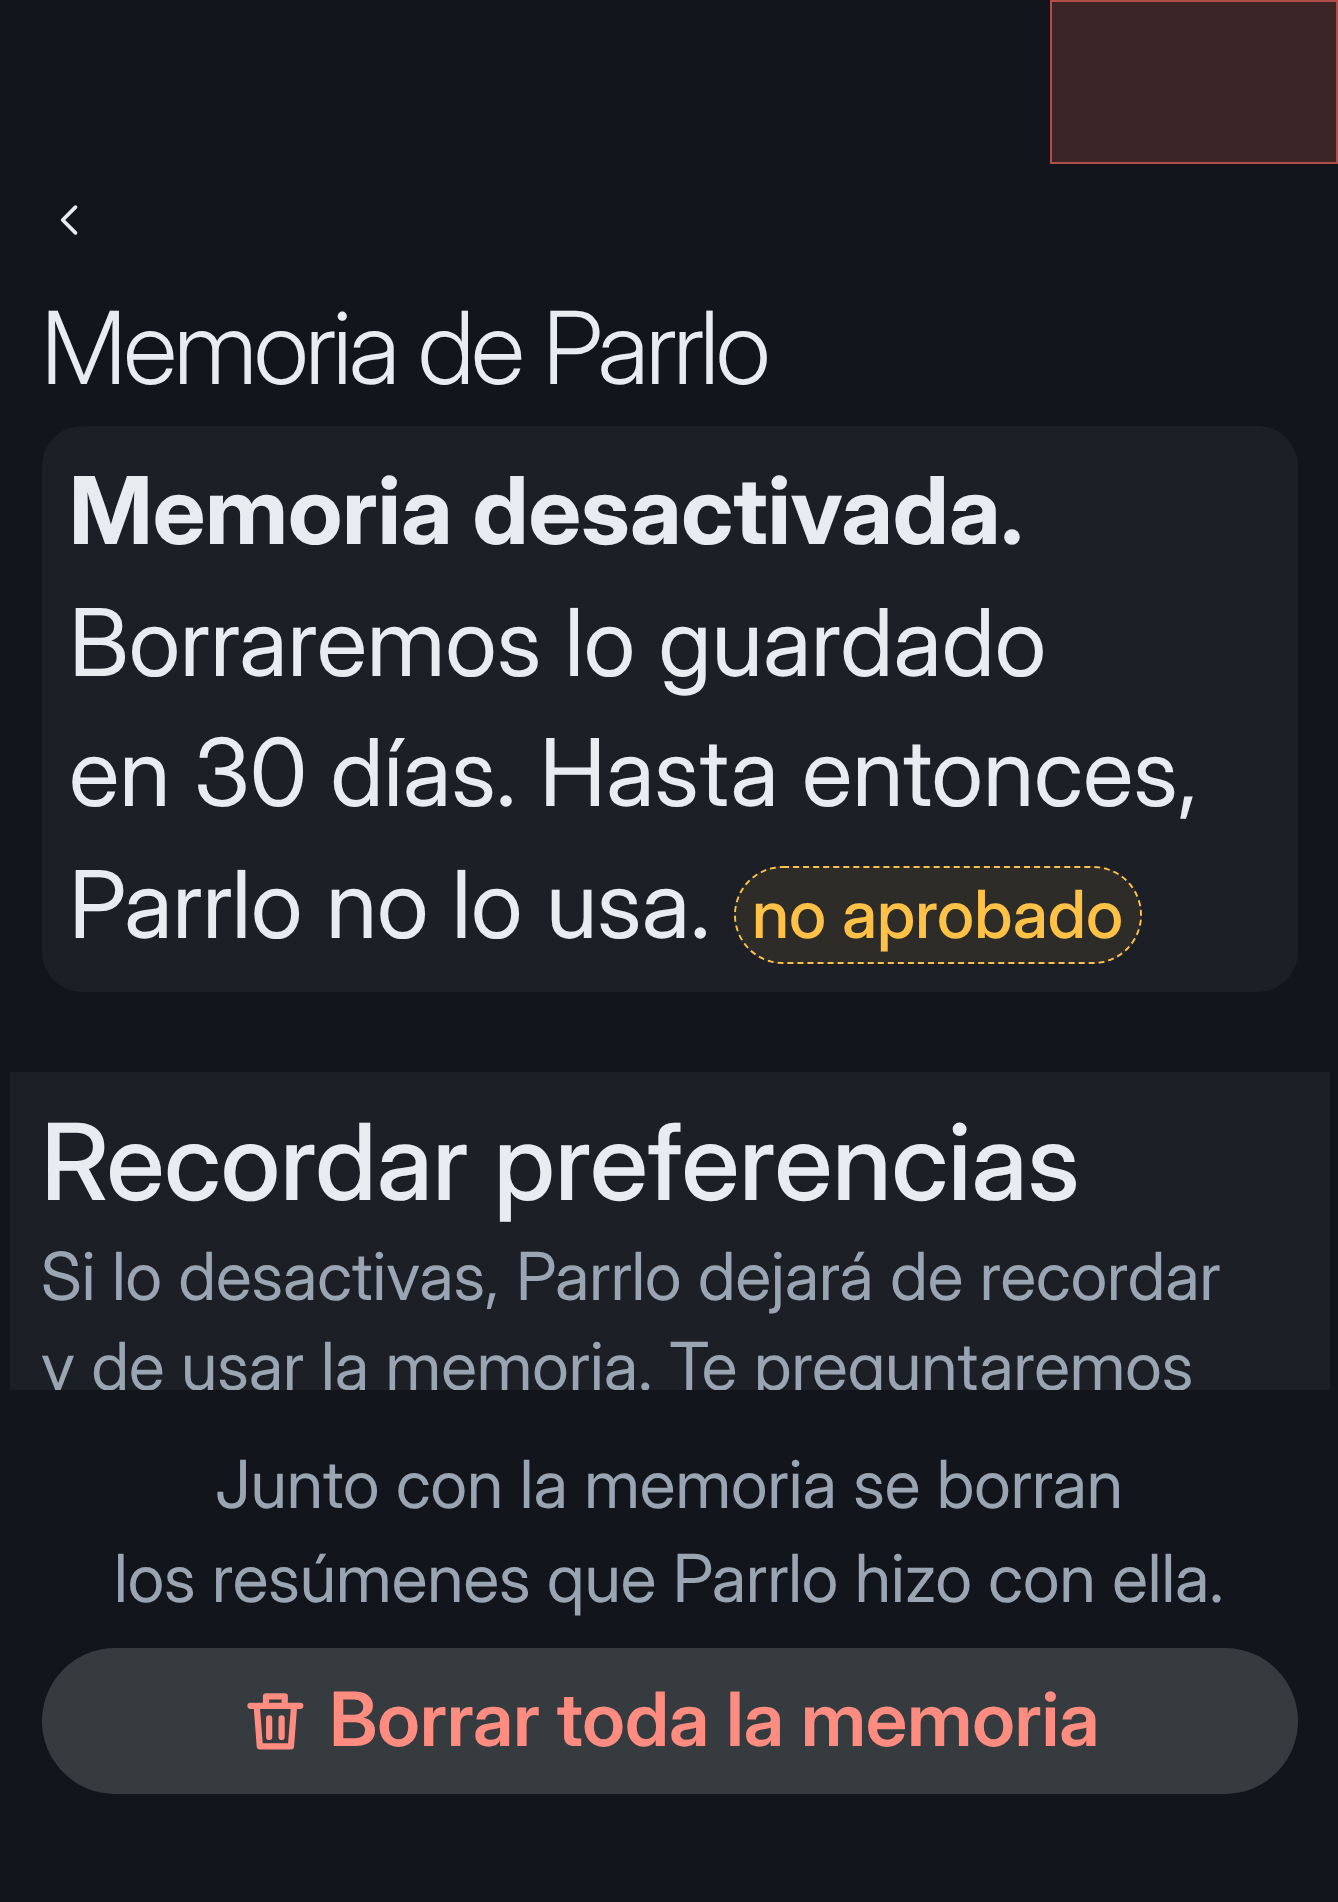 Memoria de Parrlo
Memoria desactivada.
Borraremos lo guardado
en 30 días. Hasta entonces,
Parrlo no lo usa. no aprobado
Recordar preferencias
Si lo desactivas, Parrlo dejará de recordar
y de usar la memoria. Te preguntaremos
Junto con la memoria se borran
los resúmenes que Parrlo hizo con ella.
Borrar toda la memoria